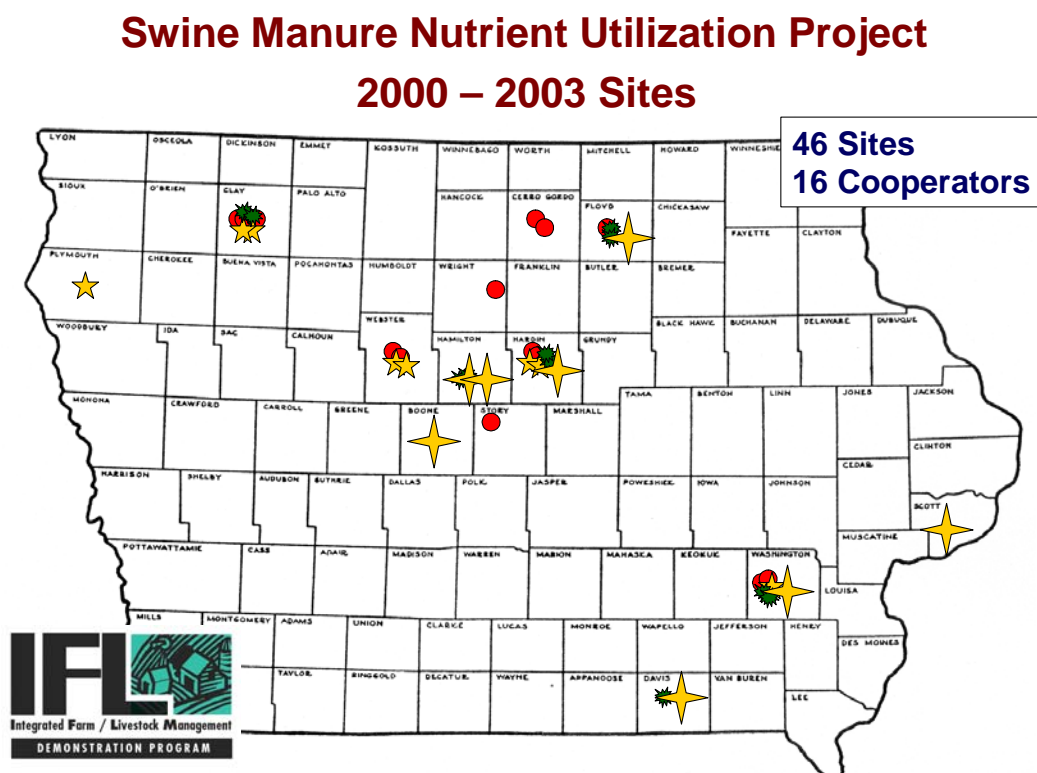 Swine Manure Nutrient Utilization Project
2000 – 2003 Sites
46 Sites
16 Cooperators
LYON
OSCEOLA
DICKINSON
EMMET
KOSSUTH
WINNEBAGO
WORTH
MITCHELL
HOWARD
WINNESHIE
SIOUX
O'BRIEN
CLAY
PALO ALTO
HANCOCK
CERRO GORDO
FLOYD
CHICKASAW
FAYETTE
CLAYTON
PLYMOUTH
CHEROKEE
BUENA VISTA
POCAHONTAS
HUMBOLDT
WRIGHT
FRANKLIN
BUTLER
BREMER
WOODBURY
IDA
SAC
CALHOUN
WEBSTER
HAMILTON
HARDIN
GRUNDY
BLACK HAWK
BUCHANAN
DELAWARE
DUBUQUE
MONONA
CRAWFORD
CARROLL
GREENE
BOONE
STORY
MARSHALL
TAMA
BENTON
LINN
JONES
JACKSON
CLINTON
CEDAR
HARRISON
SHELBY
AUDUBON
GUTHRIE
DALLAS
POLK
JASPER
POWESHIEK
IOWA
JOHNSON
SCOTT
MUSCATINE
POTTAWATTAMIE
CASS
ADAIR
MADISON
WARREN
MARION
MAHASKA
KEOKUK
WASHINGTON
LOUISA
MILLS
MONTGOMERY
ADAMS
UNION
CLARKE
LUCAS
MONROE
WAPELLO
JEFFERSON
HENRY
DES MOINES
TAYLOR
RINGGOLD
DECATUR
WAYNE
APPANOOSE
DAVIS
VAN BUREN
LEE
IFLM
Integrated Farm / Livestock Management
DEMONSTRATION PROGRAM